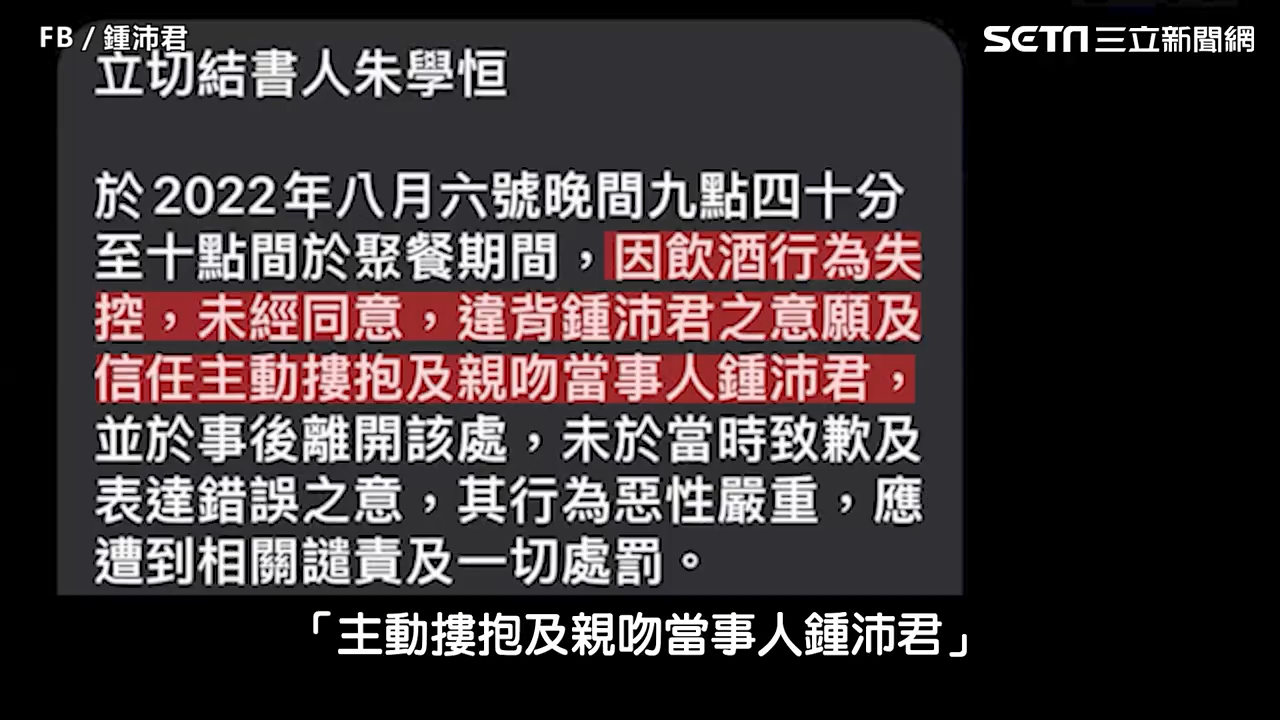 FB / 鍾沛君
SETN三立新聞網
立切結書人朱學恒
於2022年八月六號晚間九點四十分
至十點間於聚餐期間，因飲酒行為失
控，未經同意，違背鍾沛君之意願及
信任主動摟抱及親吻當事人鍾沛君，
並於事後離開該處，未於當時致歉及
表達錯誤之意，其行為惡性嚴重，應
遭到相關譴責及一切處罰。
「主動摟抱及親吻當事人鍾沛君」